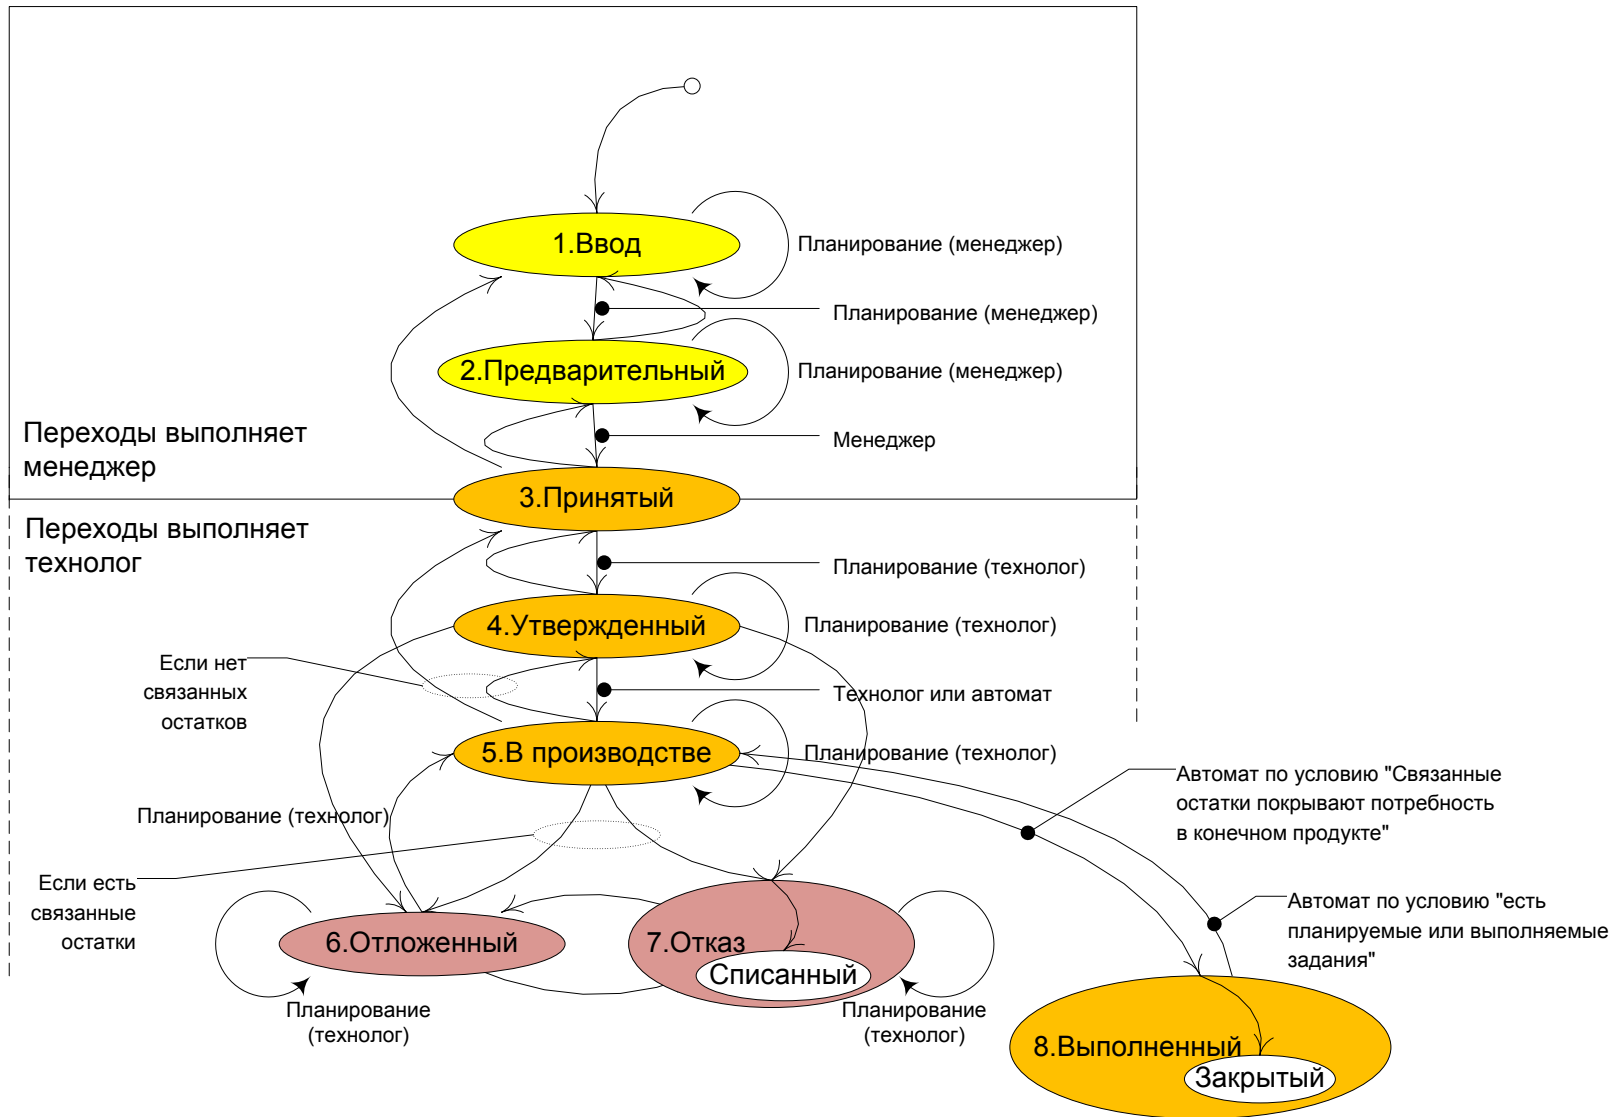 1.Ввод
Планирование (менеджер)
Планирование (менеджер)
2.Предварительный
Планирование (менеджер)
Переходы выполняет
менеджер
Менеджер
3.Принятый
Переходы выполняет
технолог
Планирование (технолог)
4.Утвержденный
Планирование (технолог)
Если нет
связанных
остатков
Технолог или автомат
5.В производстве
Планирование (технолог)
Автомат по условию "Связанные
остатки покрывают потребность
в конечном продукте"
Планирование (технолог)
Если есть
связанные
остатки
Автомат по условию "есть
планируемые или выполняемые
задания"
6.Отложенный
7.Отказ
Списанный
Планирование
(технолог)
Планирование
(технолог)
8.Выполненный
Закрытый